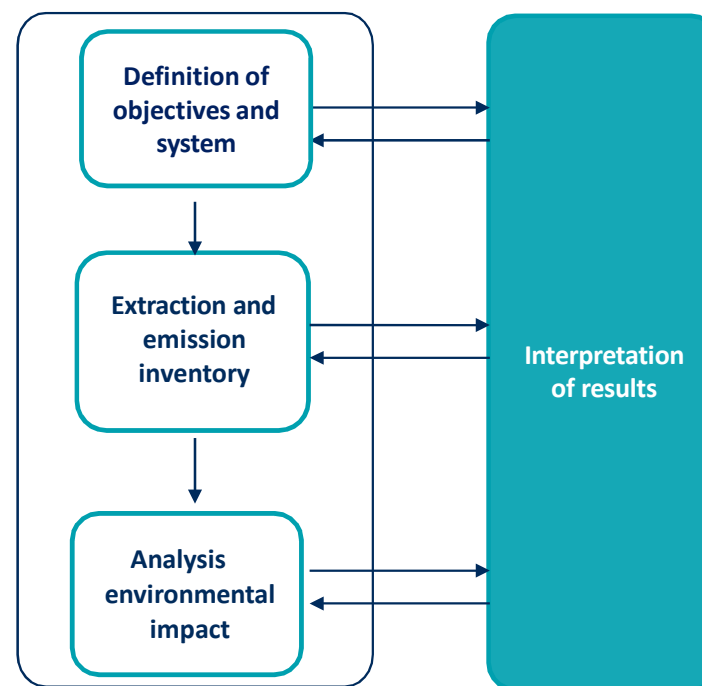 Definition of
objectives and
system
Extraction and
emission
inventory
Interpretation
of results
Analysis
environmental
impact